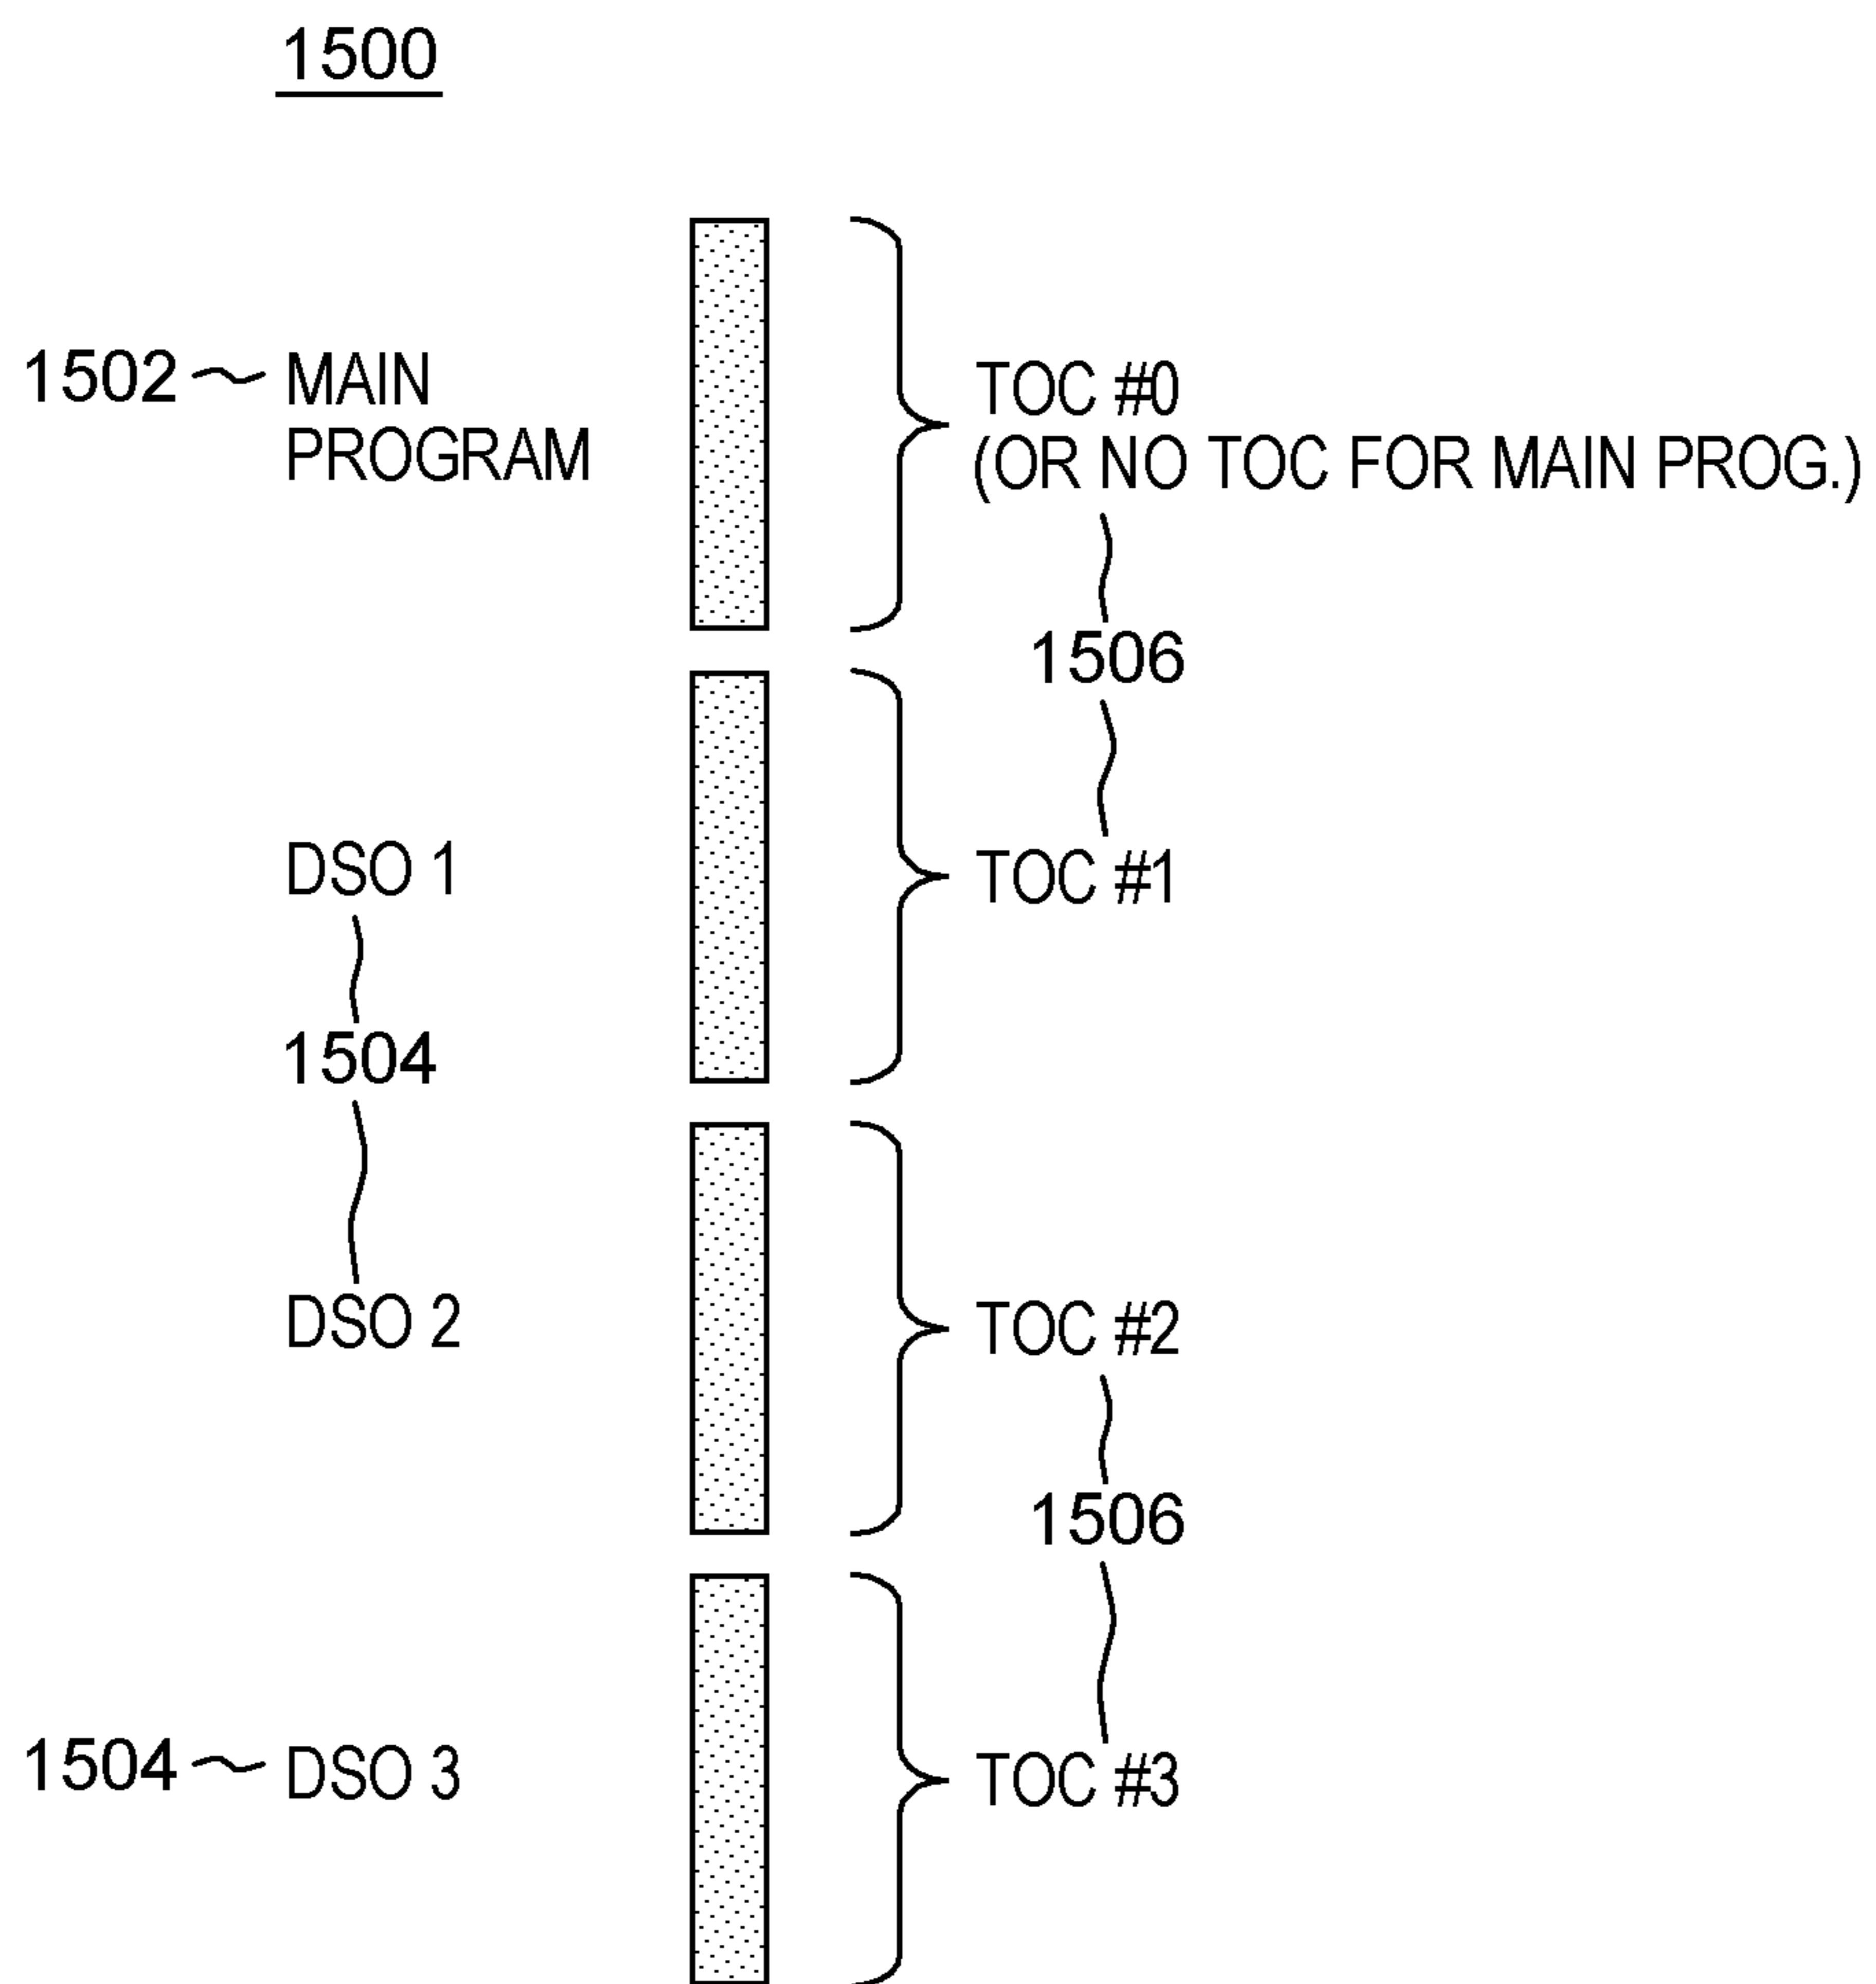 1500
1502 MAIN
PROGRAM
TOC #0
(OR NO TOC FOR MAIN PROG.)
1506
DSO 1
TOC #1
1504
DSO 2
TOC #2
1506
1504 DSO 3
TOC #3